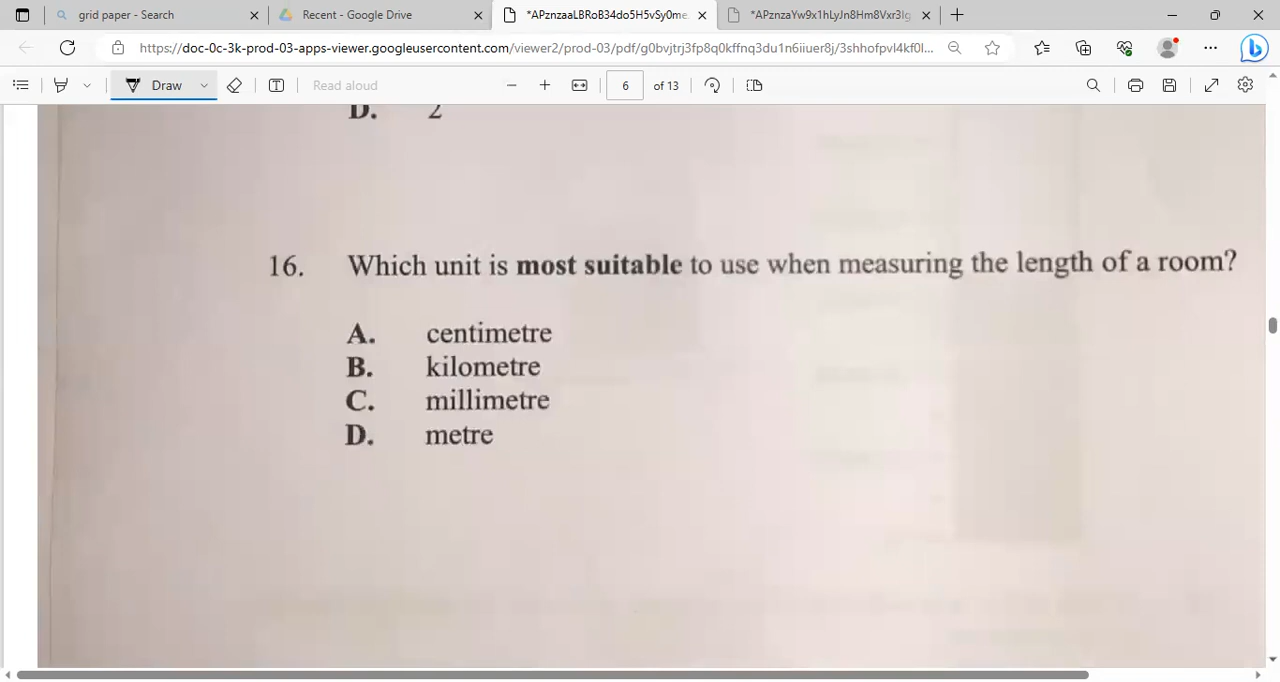 grid paper - Search
Recent - Google Drive
*APznzaaLBRoB34do5H5vSy0me
*APznzaYw9x1hLyJn8Hm8Vxr3Ig
https://doc-0c-3k-prod-03-apps-viewer.googleusercontent.com/viewer2/prod-03/pdf/g0bvjtrj3fp8q0kffnq3du1n6iiuer8j/3shhofpvl4kf0l...
Draw
Read aloud
6 of 13
D. 2
16. Which unit is most suitable to use when measuring the length of a room?
A. centimetre
B. kilometre
C. millimetre
D. metre